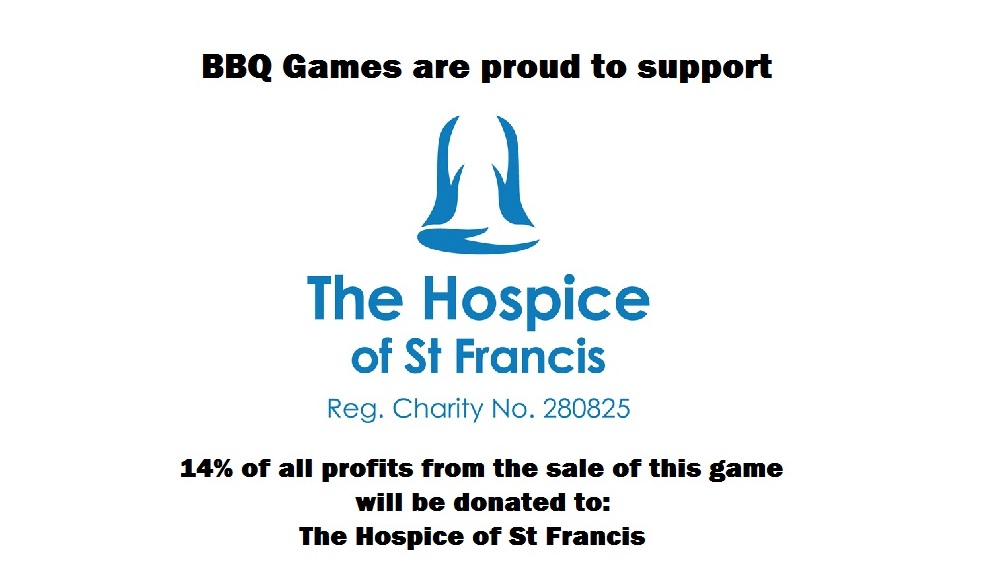 BBQ Games are proud to support
The Hospice
of St Francis
Reg. Charity No. 280825
14% of all profits from the sale of this game
will be donated to:
The Hospice of St Francis